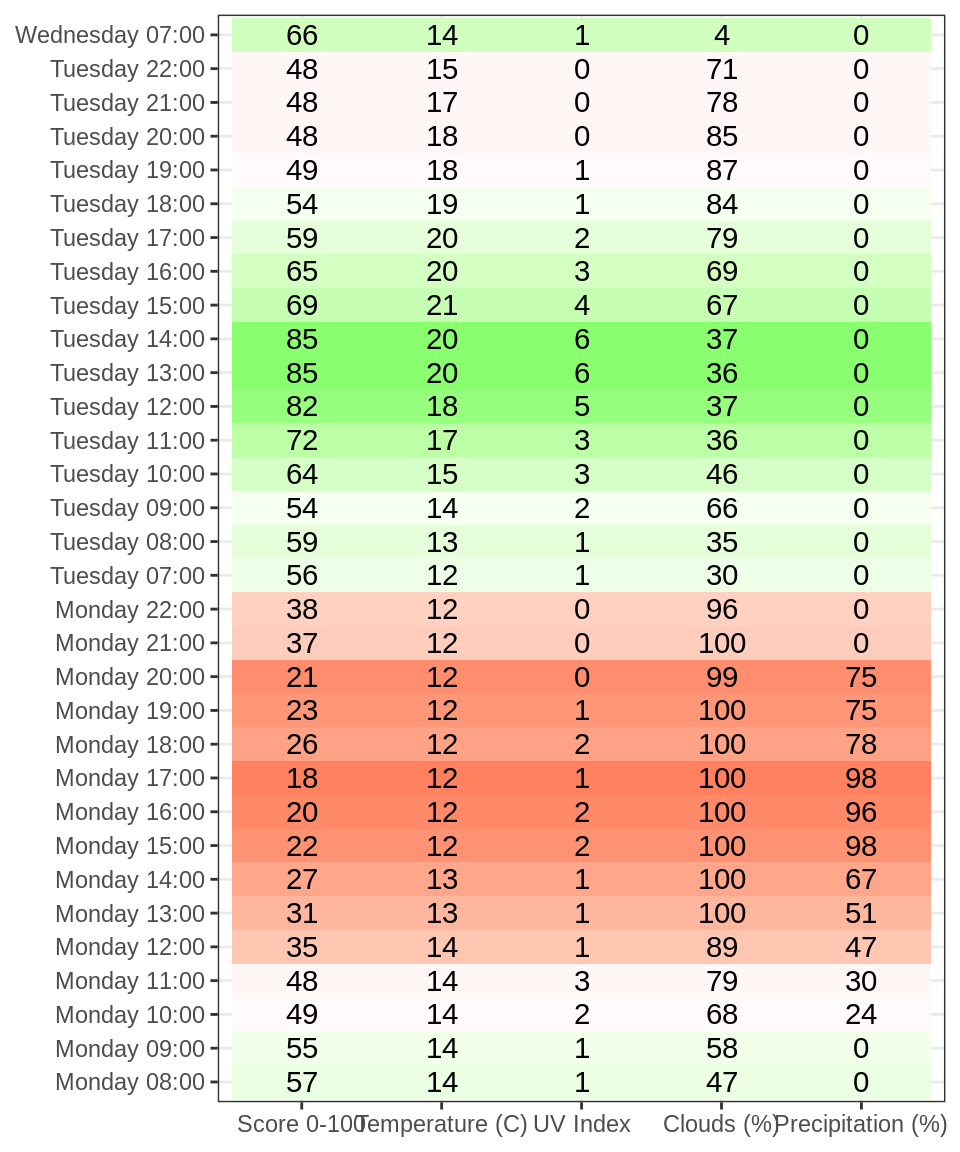 Wednesday 07:00 66 14 1 4 0
Tuesday 22:00 48 15 0 71 0
Tuesday 21:00 48 17 0 78 0
Tuesday 20:00 48 18 0 85 0
Tuesday 19:00 49 18 1 87 0
Tuesday 18:00 54 19 1 84 0
Tuesday 17:00 59 20 2 79 0
Tuesday 16:00 65 20 3 69 0
Tuesday 15:00 69 21 4 67 0
Tuesday 14:00 85 20 6 37 0
Tuesday 13:00 85 20 6 36 0
Tuesday 12:00 82 18 5 37 0
Tuesday 11:00 72 17 3 36 0
Tuesday 10:00 64 15 3 46 0
Tuesday 09:00 54 14 2 66 0
Tuesday 08:00 59 13 1 35 0
Tuesday 07:00 56 12 1 30 0
Monday 22:00 38 12 0 96 0
Monday 21:00 37 12 0 100 0
Monday 20:00 21 12 0 99 75
Monday 19:00 23 12 1 100 75
Monday 18:00 26 12 2 100 78
Monday 17:00 18 12 1 100 98
Monday 16:00 20 12 2 100 96
Monday 15:00 22 12 2 100 98
Monday 14:00 27 13 1 100 67
Monday 13:00 31 13 1 100 51
Monday 12:00 35 14 1 89 47
Monday 11:00 48 14 3 79 30
Monday 10:00 49 14 2 68 24
Monday 09:00 55 14 1 58 0
Monday 08:00 57 14 1 47 0
Score 0-100 Temperature (C) UV Index Clouds (%) Precipitation (%)